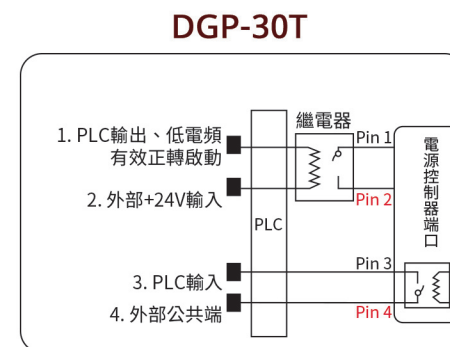 DGP-30T
1. PLC輸出、低電頻
有效正轉啟動
2. 外部+24V輸入
PLC
繼電器
Pin 1
Pin 2
3. PLC輸入
4. 外部公共端
Pin 3
Pin 4
電源控制器端口